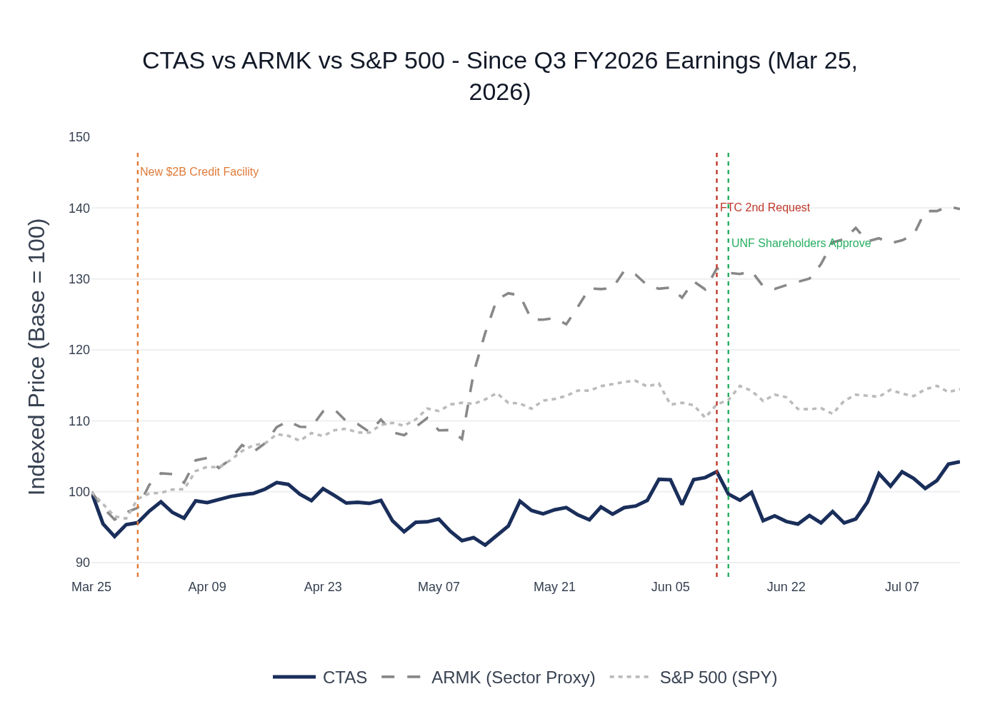 CTAS vs ARMK vs S&P 500 - Since Q3 FY2026 Earnings (Mar 25,
2026)
Indexed Price (Base = 100)
150
140
130
120
110
100
90
New $2B Credit Facility
FTC 2nd Request
UNF Shareholders Approve
Mar 25
Apr 09
Apr 23
May 07
May 21
Jun 05
Jun 22
Jul 07
CTAS
ARMK (Sector Proxy)
S&P 500 (SPY)